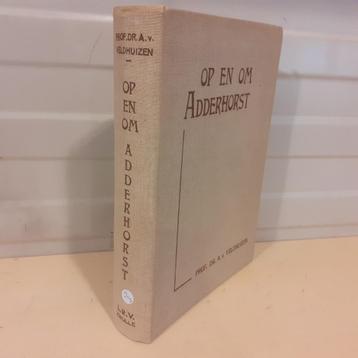 PROF. DR. A. v.
VELDHUIZEN
OP
EN
OM
ADDERHORST
L.v.V.
ZWOLLE
OP EN OM
ADDERHORST
PROF. DR. A. v. VELDHUIZEN